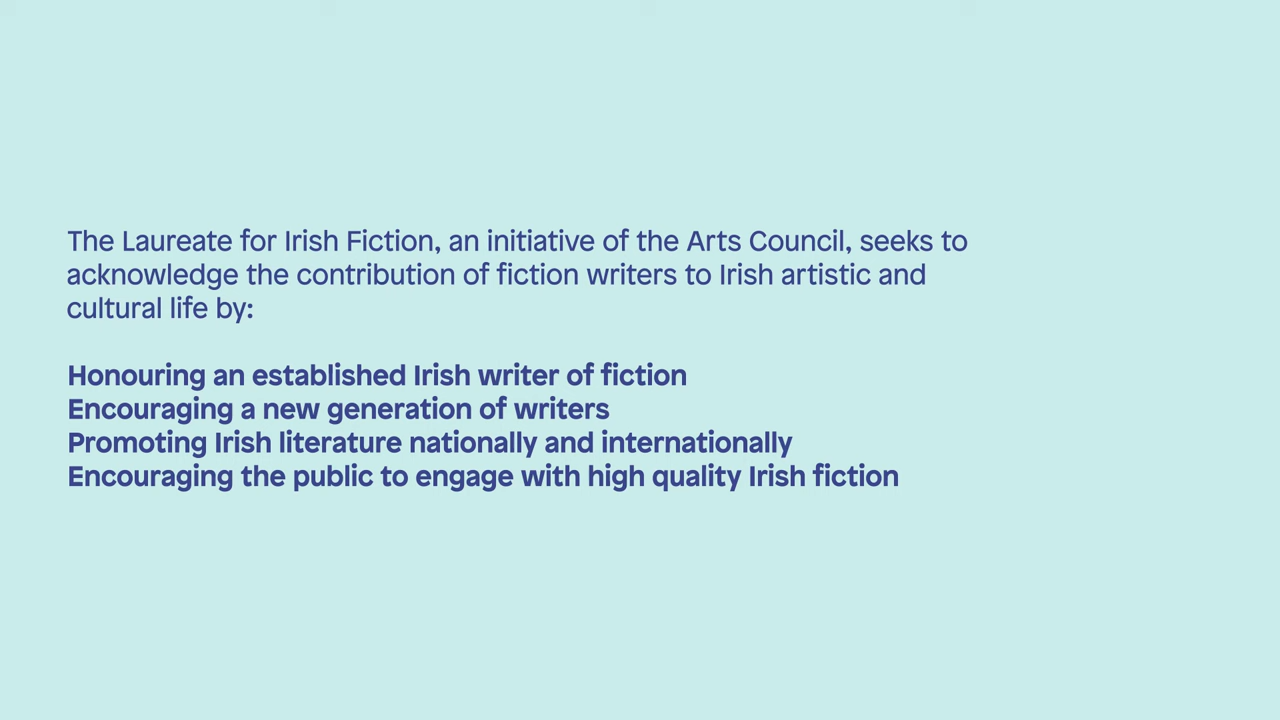 The Laureate for Irish Fiction, an initiative of the Arts Council, seeks to
acknowledge the contribution of fiction writers to Irish artistic and
cultural life by:
Honouring an established Irish writer of fiction
Encouraging a new generation of writers
Promoting Irish literature nationally and internationally
Encouraging the public to engage with high quality Irish fiction